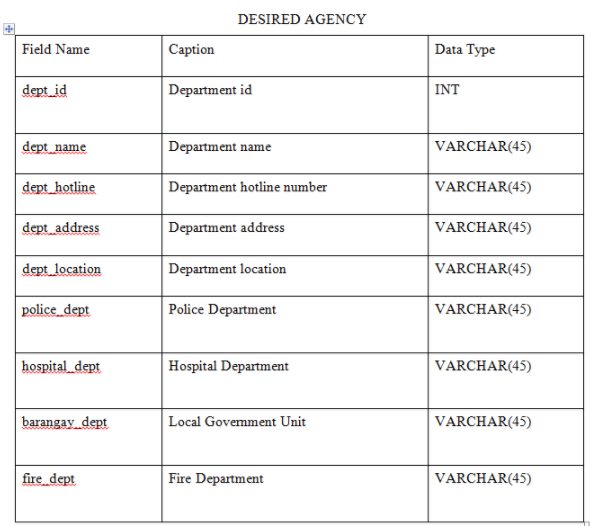 DESIRED AGENCY
Field Name Caption Data Type
dept_id Department id INT
dept_name Department name VARCHAR(45)
dept_hotline Department hotline number VARCHAR(45)
dept_address Department address VARCHAR(45)
dept_location Department location VARCHAR(45)
police_dept Police Department VARCHAR(45)
hospital_dept Hospital Department VARCHAR(45)
barangay_dept Local Government Unit VARCHAR(45)
fire_dept Fire Department VARCHAR(45)